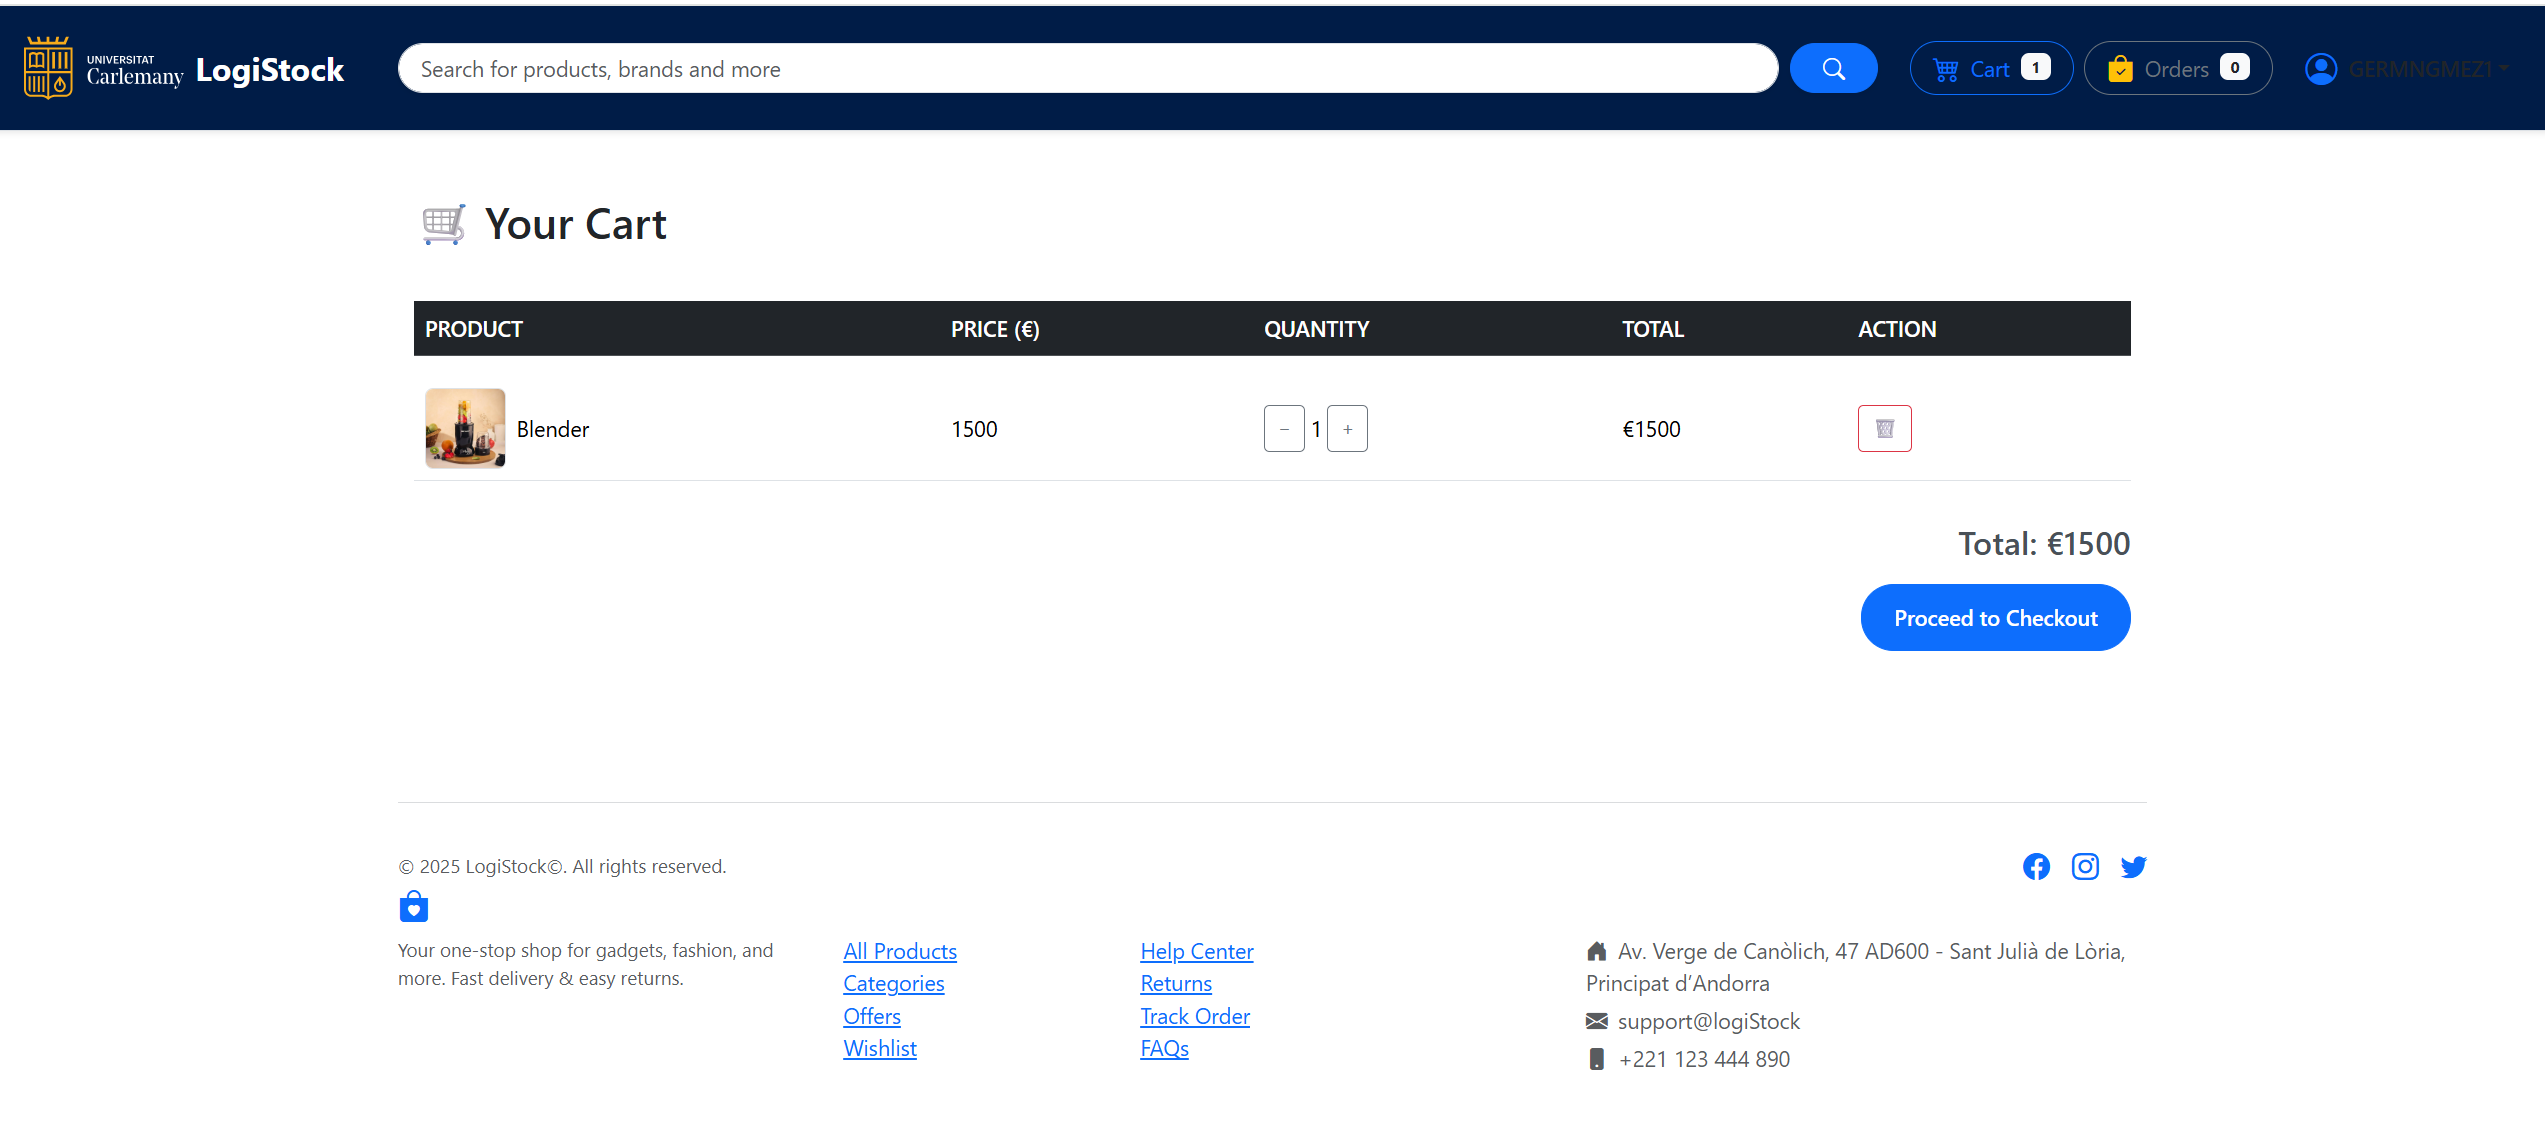 UNIVERSITAT
Carlemany
LogiStock
Search for products, brands and more
Cart 1
Orders 0
GERMNGMEZ1
Your Cart
PRODUCT PRICE (€) QUANTITY TOTAL ACTION
Blender 1500 − 1 + €1500
Total: €1500
Proceed to Checkout
© 2025 LogiStock©. All rights reserved.
Your one-stop shop for gadgets, fashion, and
more. Fast delivery & easy returns.
All Products
Categories
Offers
Wishlist
Help Center
Returns
Track Order
FAQs
Av. Verge de Canòlich, 47 AD600 - Sant Julià de Lòria,
Principat d’Andorra
support@logiStock
+221 123 444 890